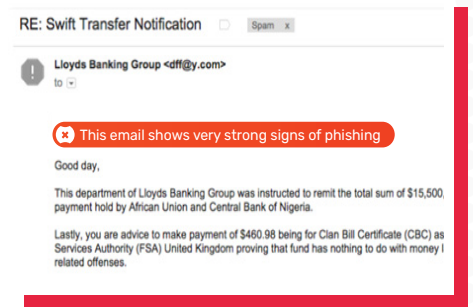 RE: Swift Transfer Notification
Spam x
Lloyds Banking Group <dff@y.com>
to
This email shows very strong signs of phishing
Good day,
This department of Lloyds Banking Group was instructed to remit the total sum of $15,500,
payment hold by African Union and Central Bank of Nigeria.
Lastly, you are advice to make payment of $460.98 being for Clan Bill Certificate (CBC) as
Services Authority (FSA) United Kingdom proving that fund has nothing to do with money l
related offenses.